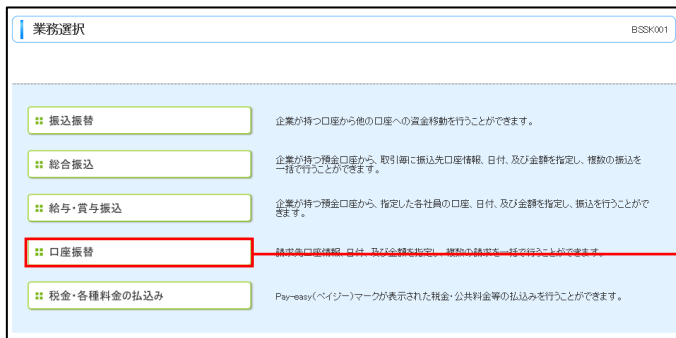 業務選択
BSSK001
振込振替
企業が持つ口座から他の口座への資金移動を行うことができます。
総合振込
企業が持つ預金口座から、取引毎に振込先口座情報、日付、及び金額を指定し、複数の振込を
一括で行うことができます。
給与・賞与振込
企業が持つ預金口座から、指定した各社員の口座、日付、及び金額を指定し、振込を行うことがで
きます。
口座振替
請求先口座情報、日付、及び金額を指定し、複数の請求を一括で行うことができます。
税金・各種料金の払込み
Pay-easy(ペイジー)マークが表示された税金・公共料金等の払込みを行うことができます。